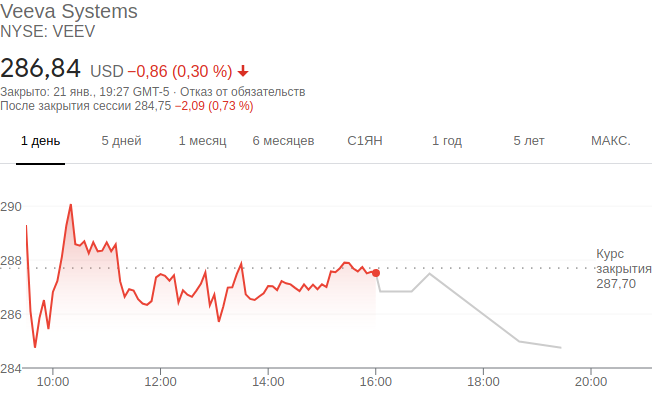 Veeva Systems
NYSE: VEEV
286,84 USD −0,86 (0,30 %)
Закрыто: 21 янв., 19:27 GMT-5 · Отказ от обязательств
После закрытия сессии 284,75 −2,09 (0,73 %)
1 день 5 дней 1 месяц 6 месяцев С1ЯН 1 год 5 лет МАКС.
290
288
286
284
Курс
закрытия
287,70
10:00 12:00 14:00 16:00 18:00 20:00